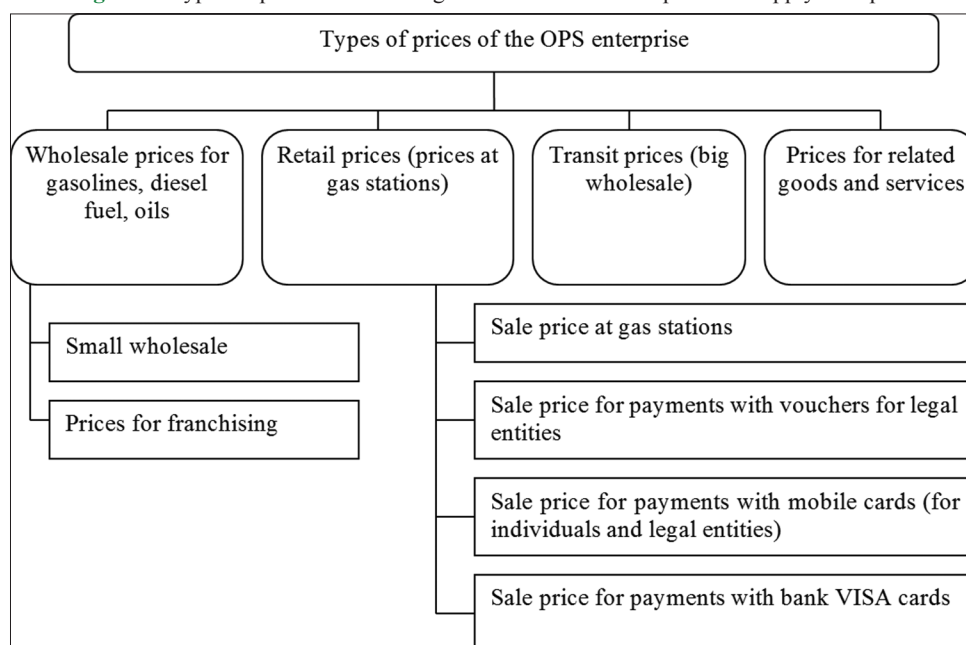 Types of prices of the OPS enterprise
Wholesale prices for
gasolines, diesel
fuel, oils
Retail prices (prices at
gas stations)
Transit prices (big
wholesale)
Prices for related
goods and services
Small wholesale
Prices for franchising
Sale price at gas stations
Sale price for payments with vouchers for legal
entities
Sale price for payments with mobile cards (for
individuals and legal entities)
Sale price for payments with bank VISA cards